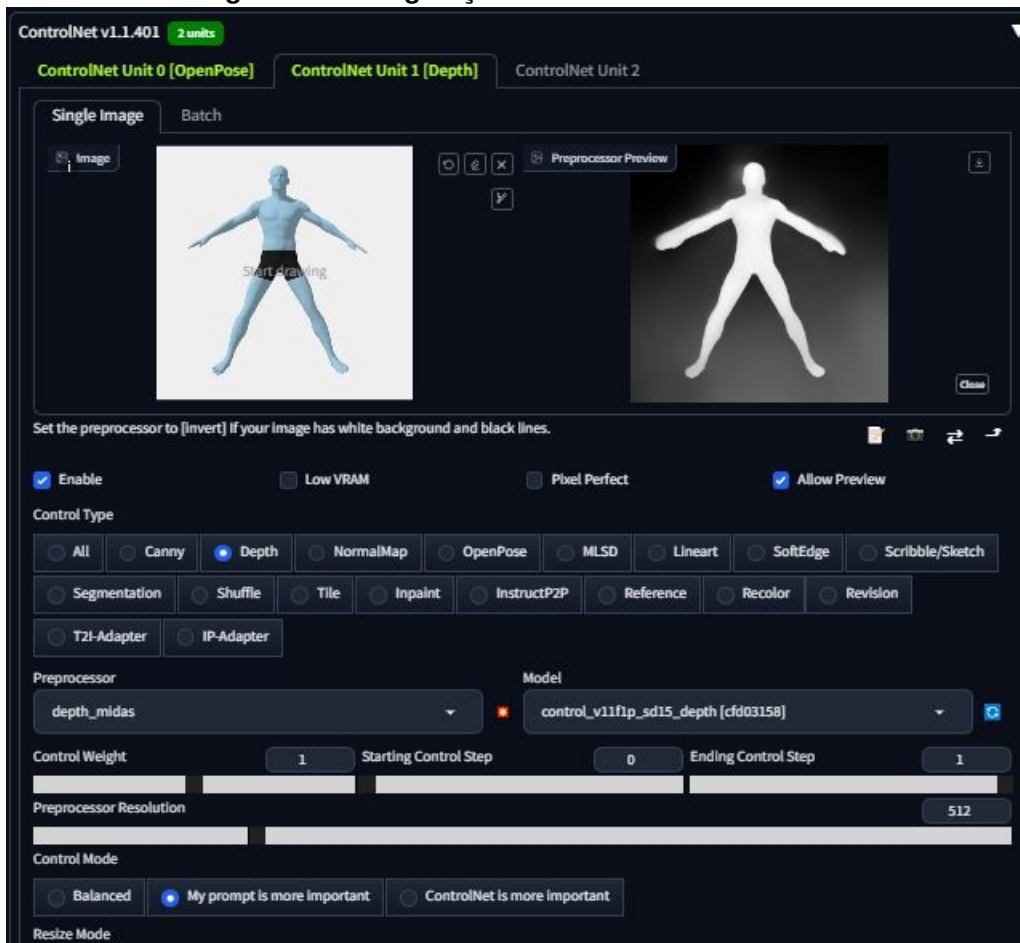 ControlNet v1.1.401 2 units
ControlNet Unit 0 [OpenPose] ControlNet Unit 1 [Depth] ControlNet Unit 2
Single Image Batch
Image Preprocessor Preview
Start drawing
Close
Set the preprocessor to [invert] If your image has white background and black lines.
Enable Low VRAM Pixel Perfect Allow Preview
Control Type
All Canny Depth NormalMap OpenPose MLSD Lineart SoftEdge Scribble/Sketch
Segmentation Shuffle Tile Inpaint InstructP2P Reference Recolor Revision
T2I-Adapter IP-Adapter
Preprocessor Model
depth_midas control_v11f1p_sd15_depth [cfd03158]
Control Weight 1 Starting Control Step 0 Ending Control Step 1
Preprocessor Resolution 512
Control Mode
Balanced My prompt is more important ControlNet is more important
Resize Mode